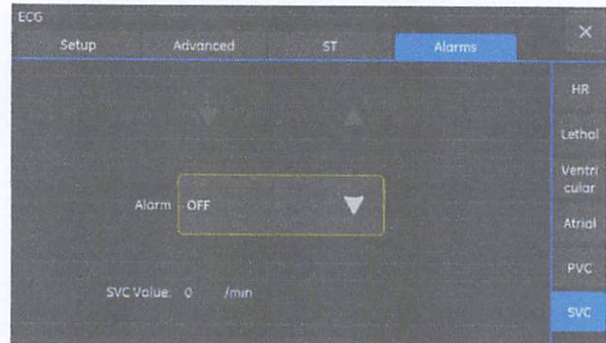 ECG
Setup Advanced ST Alarms
HR
Lethal
Ventri
cular
Atrial
PVC
SVC
Alarm OFF
SVC Value: 0 /min